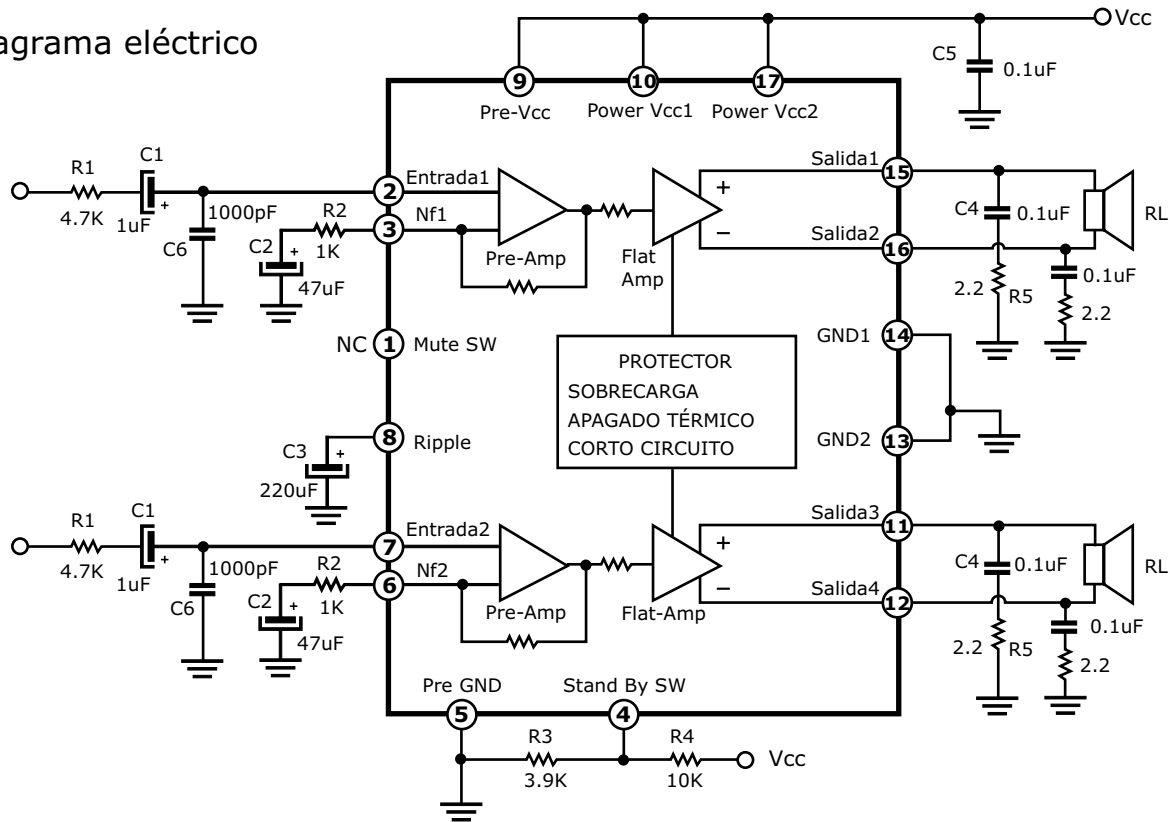 agrama eléctrico
Vcc
C5
0.1uF
9
10
17
Pre-Vcc
Power Vcc1
Power Vcc2
R1
4.7K
C1
1uF
+
1000pF
C6
2
Entrada1
3
Nf1
R2
1K
C2
+
47uF
Pre-Amp
Flat
Amp
+
−
Salida1
15
Salida2
16
C4
0.1uF
2.2
R5
0.1uF
2.2
RL
NC
1
Mute SW
PROTECTOR
SOBRECARGA
APAGADO TÉRMICO
CORTO CIRCUITO
GND1
14
GND2
13
8
Ripple
C3
+
220uF
R1
4.7K
C1
1uF
+
1000pF
C6
7
Entrada2
6
Nf2
R2
1K
C2
+
47uF
Pre-Amp
Flat-Amp
+
−
Salida3
11
Salida4
12
C4
0.1uF
2.2
R5
0.1uF
2.2
RL
Pre GND
5
Stand By SW
4
R3
3.9K
R4
10K
Vcc